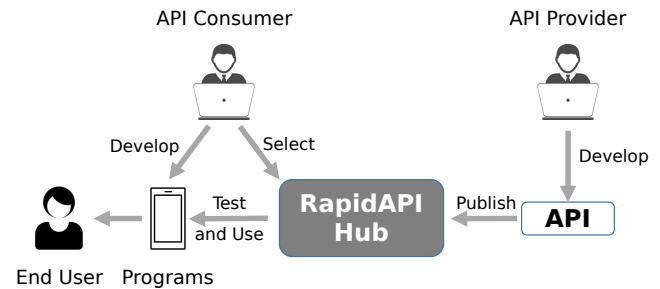 API Consumer
API Provider
Develop
Select
Develop
Test
and Use
RapidAPI
Hub
Publish
API
End User
Programs